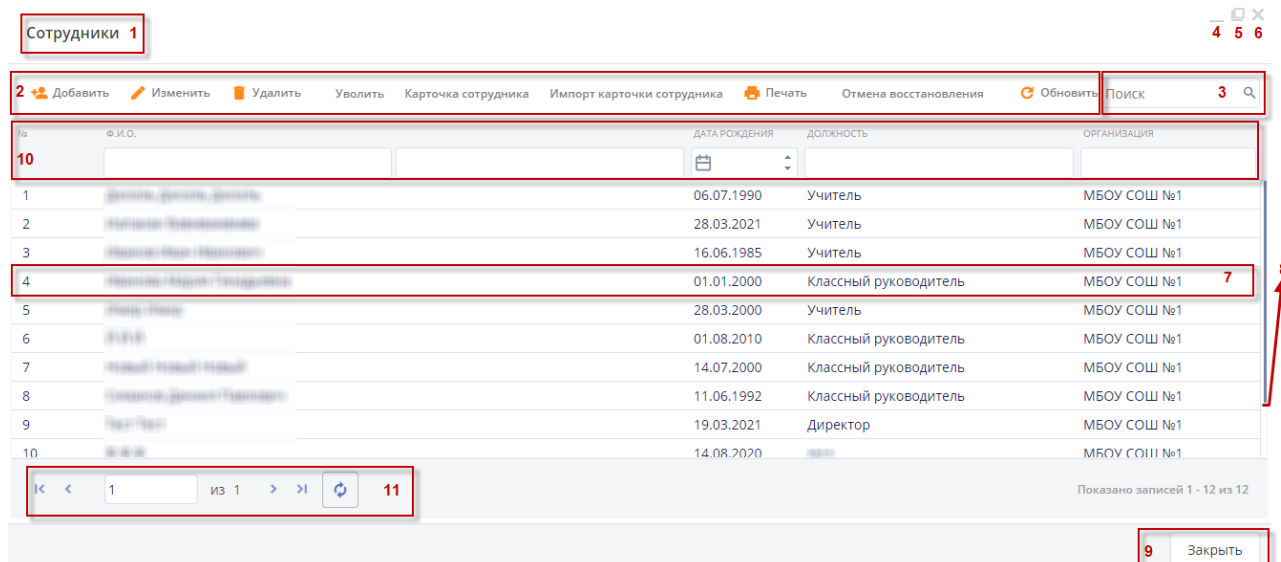 Сотрудники 1
4 5 6
2 Добавить Изменить Удалить Уволить Карточка сотрудника Импорт карточки сотрудника Печать Отмена восстановления Обновить Поиск 3
№ Ф.И.О. ДАТА РОЖДЕНИЯ ДОЛЖНОСТЬ ОРГАНИЗАЦИЯ
10
1 06.07.1990 Учитель МБОУ СОШ №1
2 28.03.2021 Учитель МБОУ СОШ №1
3 16.06.1985 Учитель МБОУ СОШ №1
4 01.01.2000 Классный руководитель МБОУ СОШ №1 7
8
5 28.03.2000 Учитель МБОУ СОШ №1
6 01.08.2010 Классный руководитель МБОУ СОШ №1
7 14.07.2000 Классный руководитель МБОУ СОШ №1
8 11.06.1992 Классный руководитель МБОУ СОШ №1
9 19.03.2021 Директор МБОУ СОШ №1
10 14.08.2020 МБОУ СОШ №1
1 из 1 11 Показано записей 1 - 12 из 12
9 Закрыть